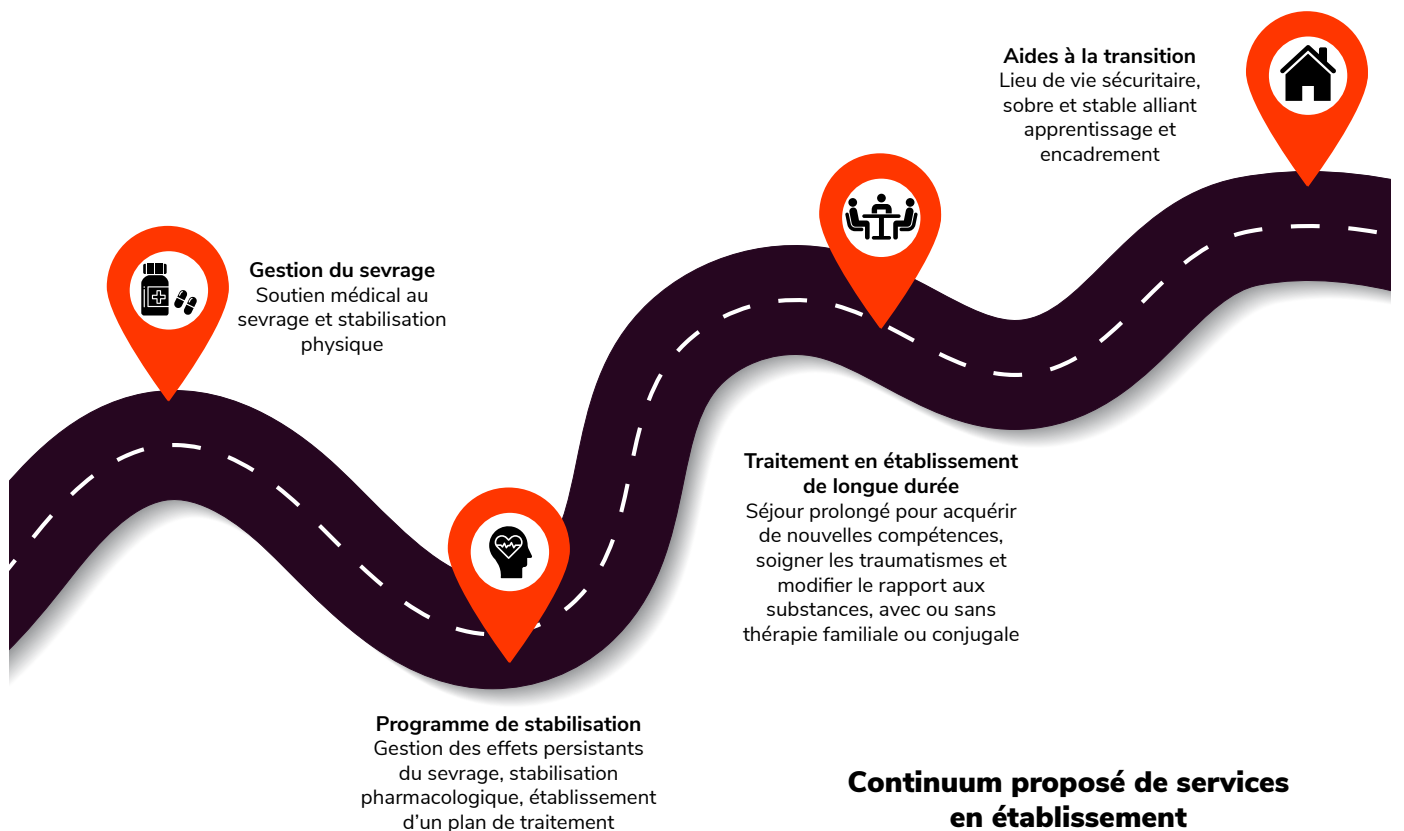 Aides à la transition
Lieu de vie sécuritaire,
sobre et stable alliant
apprentissage et
encadrement
Gestion du sevrage
Soutien médical au
sevrage et stabilisation
physique
Traitement en établissement
de longue durée
Séjour prolongé pour acquérir
de nouvelles compétences,
soigner les traumatismes et
modifier le rapport aux
substances, avec ou sans
thérapie familiale ou conjugale
Programme de stabilisation
Gestion des effets persistants
du sevrage, stabilisation
pharmacologique, établissement
d’un plan de traitement
Continuum proposé de services
en établissement